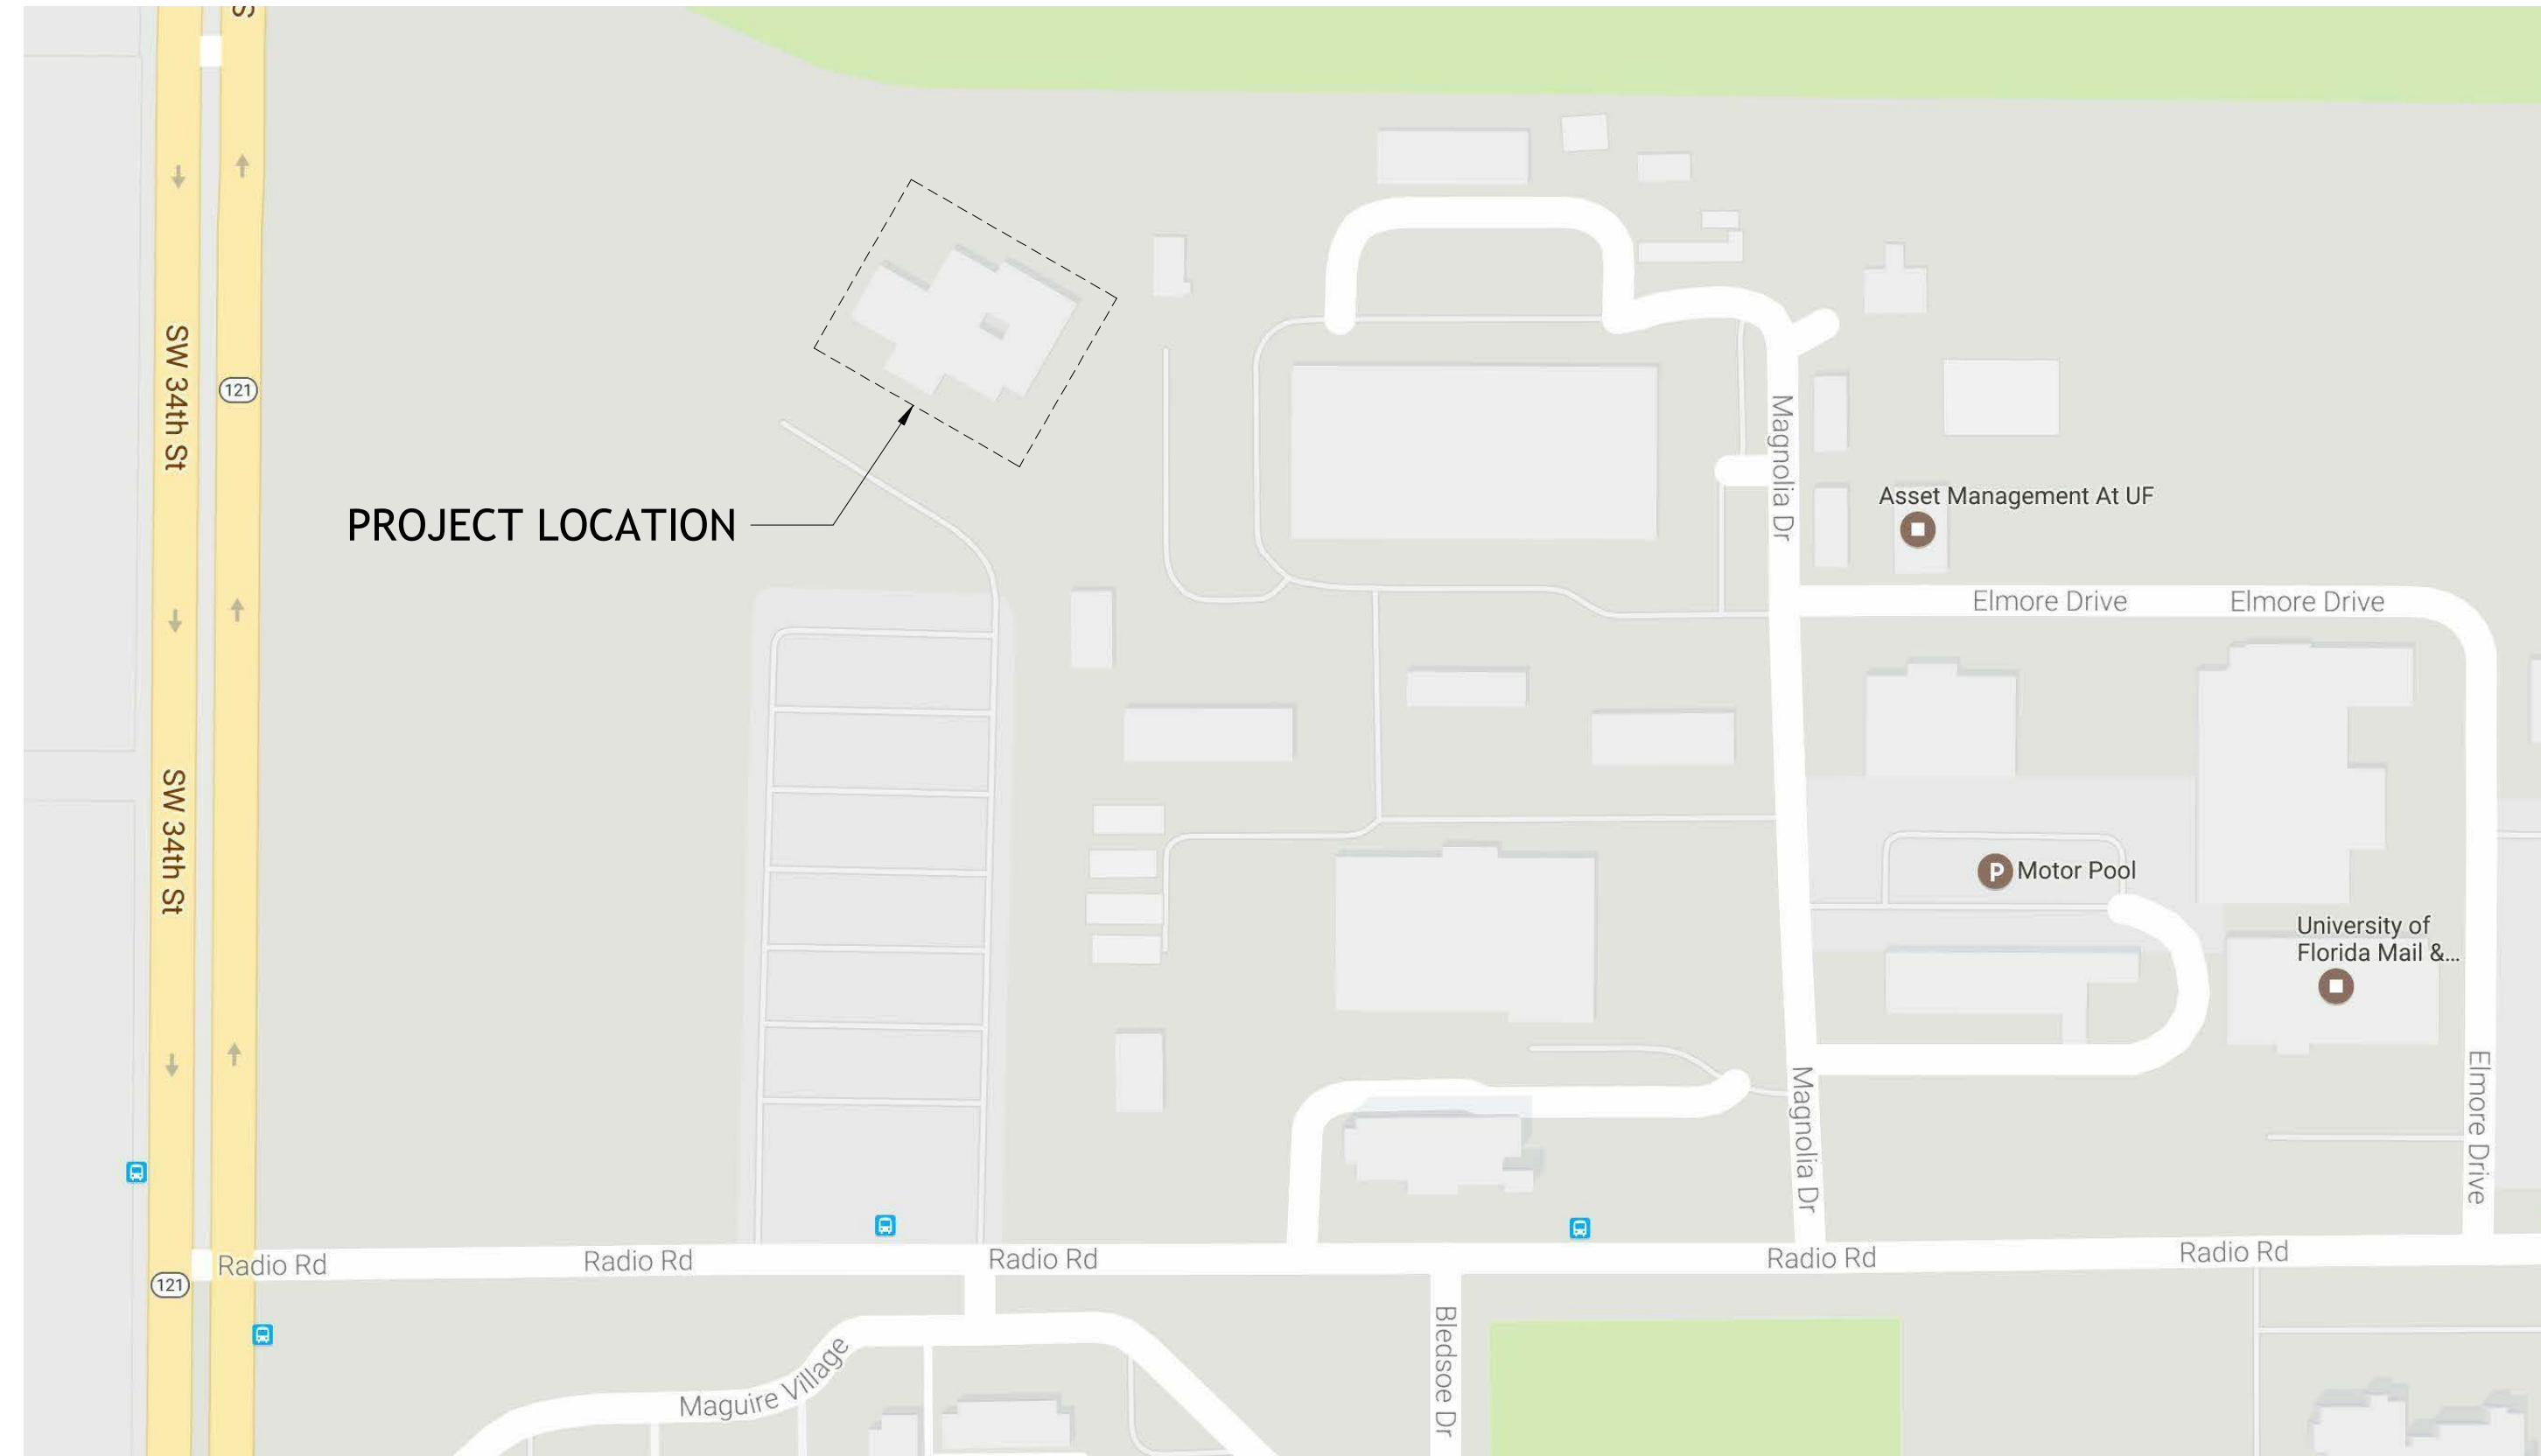 S
SW 34th St
121
PROJECT LOCATION
Magnolia Dr
Asset Management At UF
Elmore Drive
Elmore Drive
SW 34th St
P
Motor Pool
University of
Florida Mail &...
Magnolia Dr
Elmore Drive
121
Radio Rd
Radio Rd
Radio Rd
Radio Rd
Radio Rd
Maguire Village
Bledsoe Dr